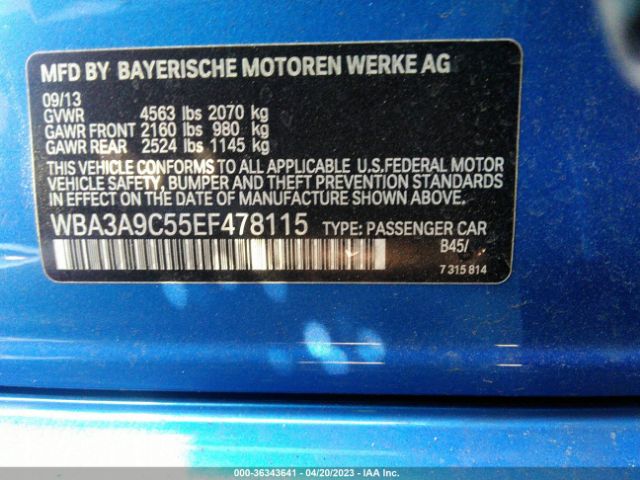 MFD BY BAYERISCHE MOTOREN WERKE AG
09/13
GVWR 4563 lbs 2070 kg
GAWR FRONT 2160 lbs 980 kg
GAWR REAR 2524 lbs 1145 kg
THIS VEHICLE CONFORMS TO ALL APPLICABLE U.S.FEDERAL MOTOR
VEHICLE SAFETY, BUMPER AND THEFT PREVENTION
STANDARDS IN EFFECT ON THE DATE OF MANUFACTURE SHOWN ABOVE.
WBA3A9C55EF478115 TYPE: PASSENGER CAR
B45/
7 315 814
000-36343641 - 04/20/2023 - IAA Inc.